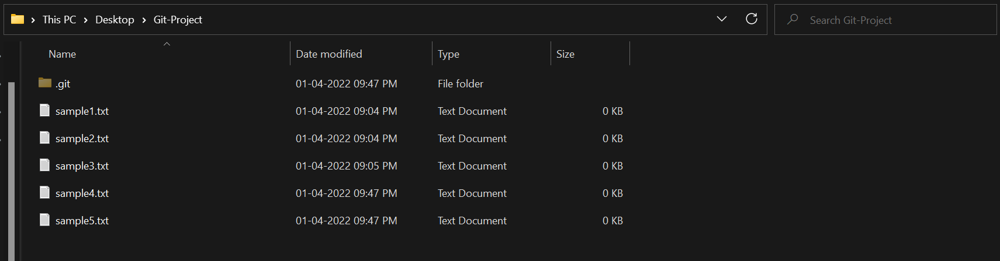 This PC > Desktop > Git-Project Search Git-Project
Name Date modified Type Size
.git 01-04-2022 09:47 PM File folder
sample1.txt 01-04-2022 09:04 PM Text Document 0 KB
sample2.txt 01-04-2022 09:04 PM Text Document 0 KB
sample3.txt 01-04-2022 09:05 PM Text Document 0 KB
sample4.txt 01-04-2022 09:47 PM Text Document 0 KB
sample5.txt 01-04-2022 09:47 PM Text Document 0 KB